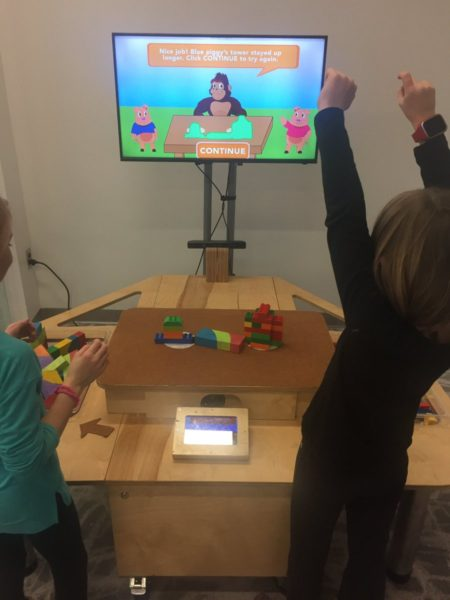 Nice job! Blue piggy's tower stayed up
longer. Click CONTINUE to try again.
CONTINUE